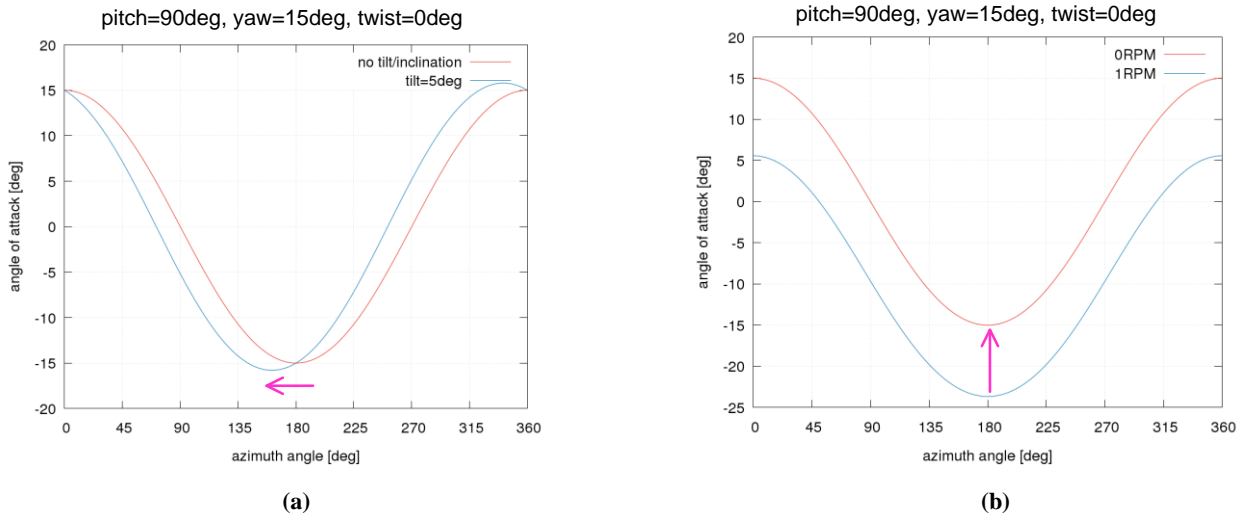 pitch=90deg, yaw=15deg, twist=0deg
20
15
10
5
0
-5
-10
-15
-20
angle of attack [deg]
no tilt/inclination
tilt=5deg
0 45 90 135 180 225 270 315 360
azimuth angle [deg]
(a)
pitch=90deg, yaw=15deg, twist=0deg
20
15
10
5
0
-5
-10
-15
-20
-25
angle of attack [deg]
0RPM
1RPM
0 45 90 135 180 225 270 315 360
azimuth angle [deg]
(b)